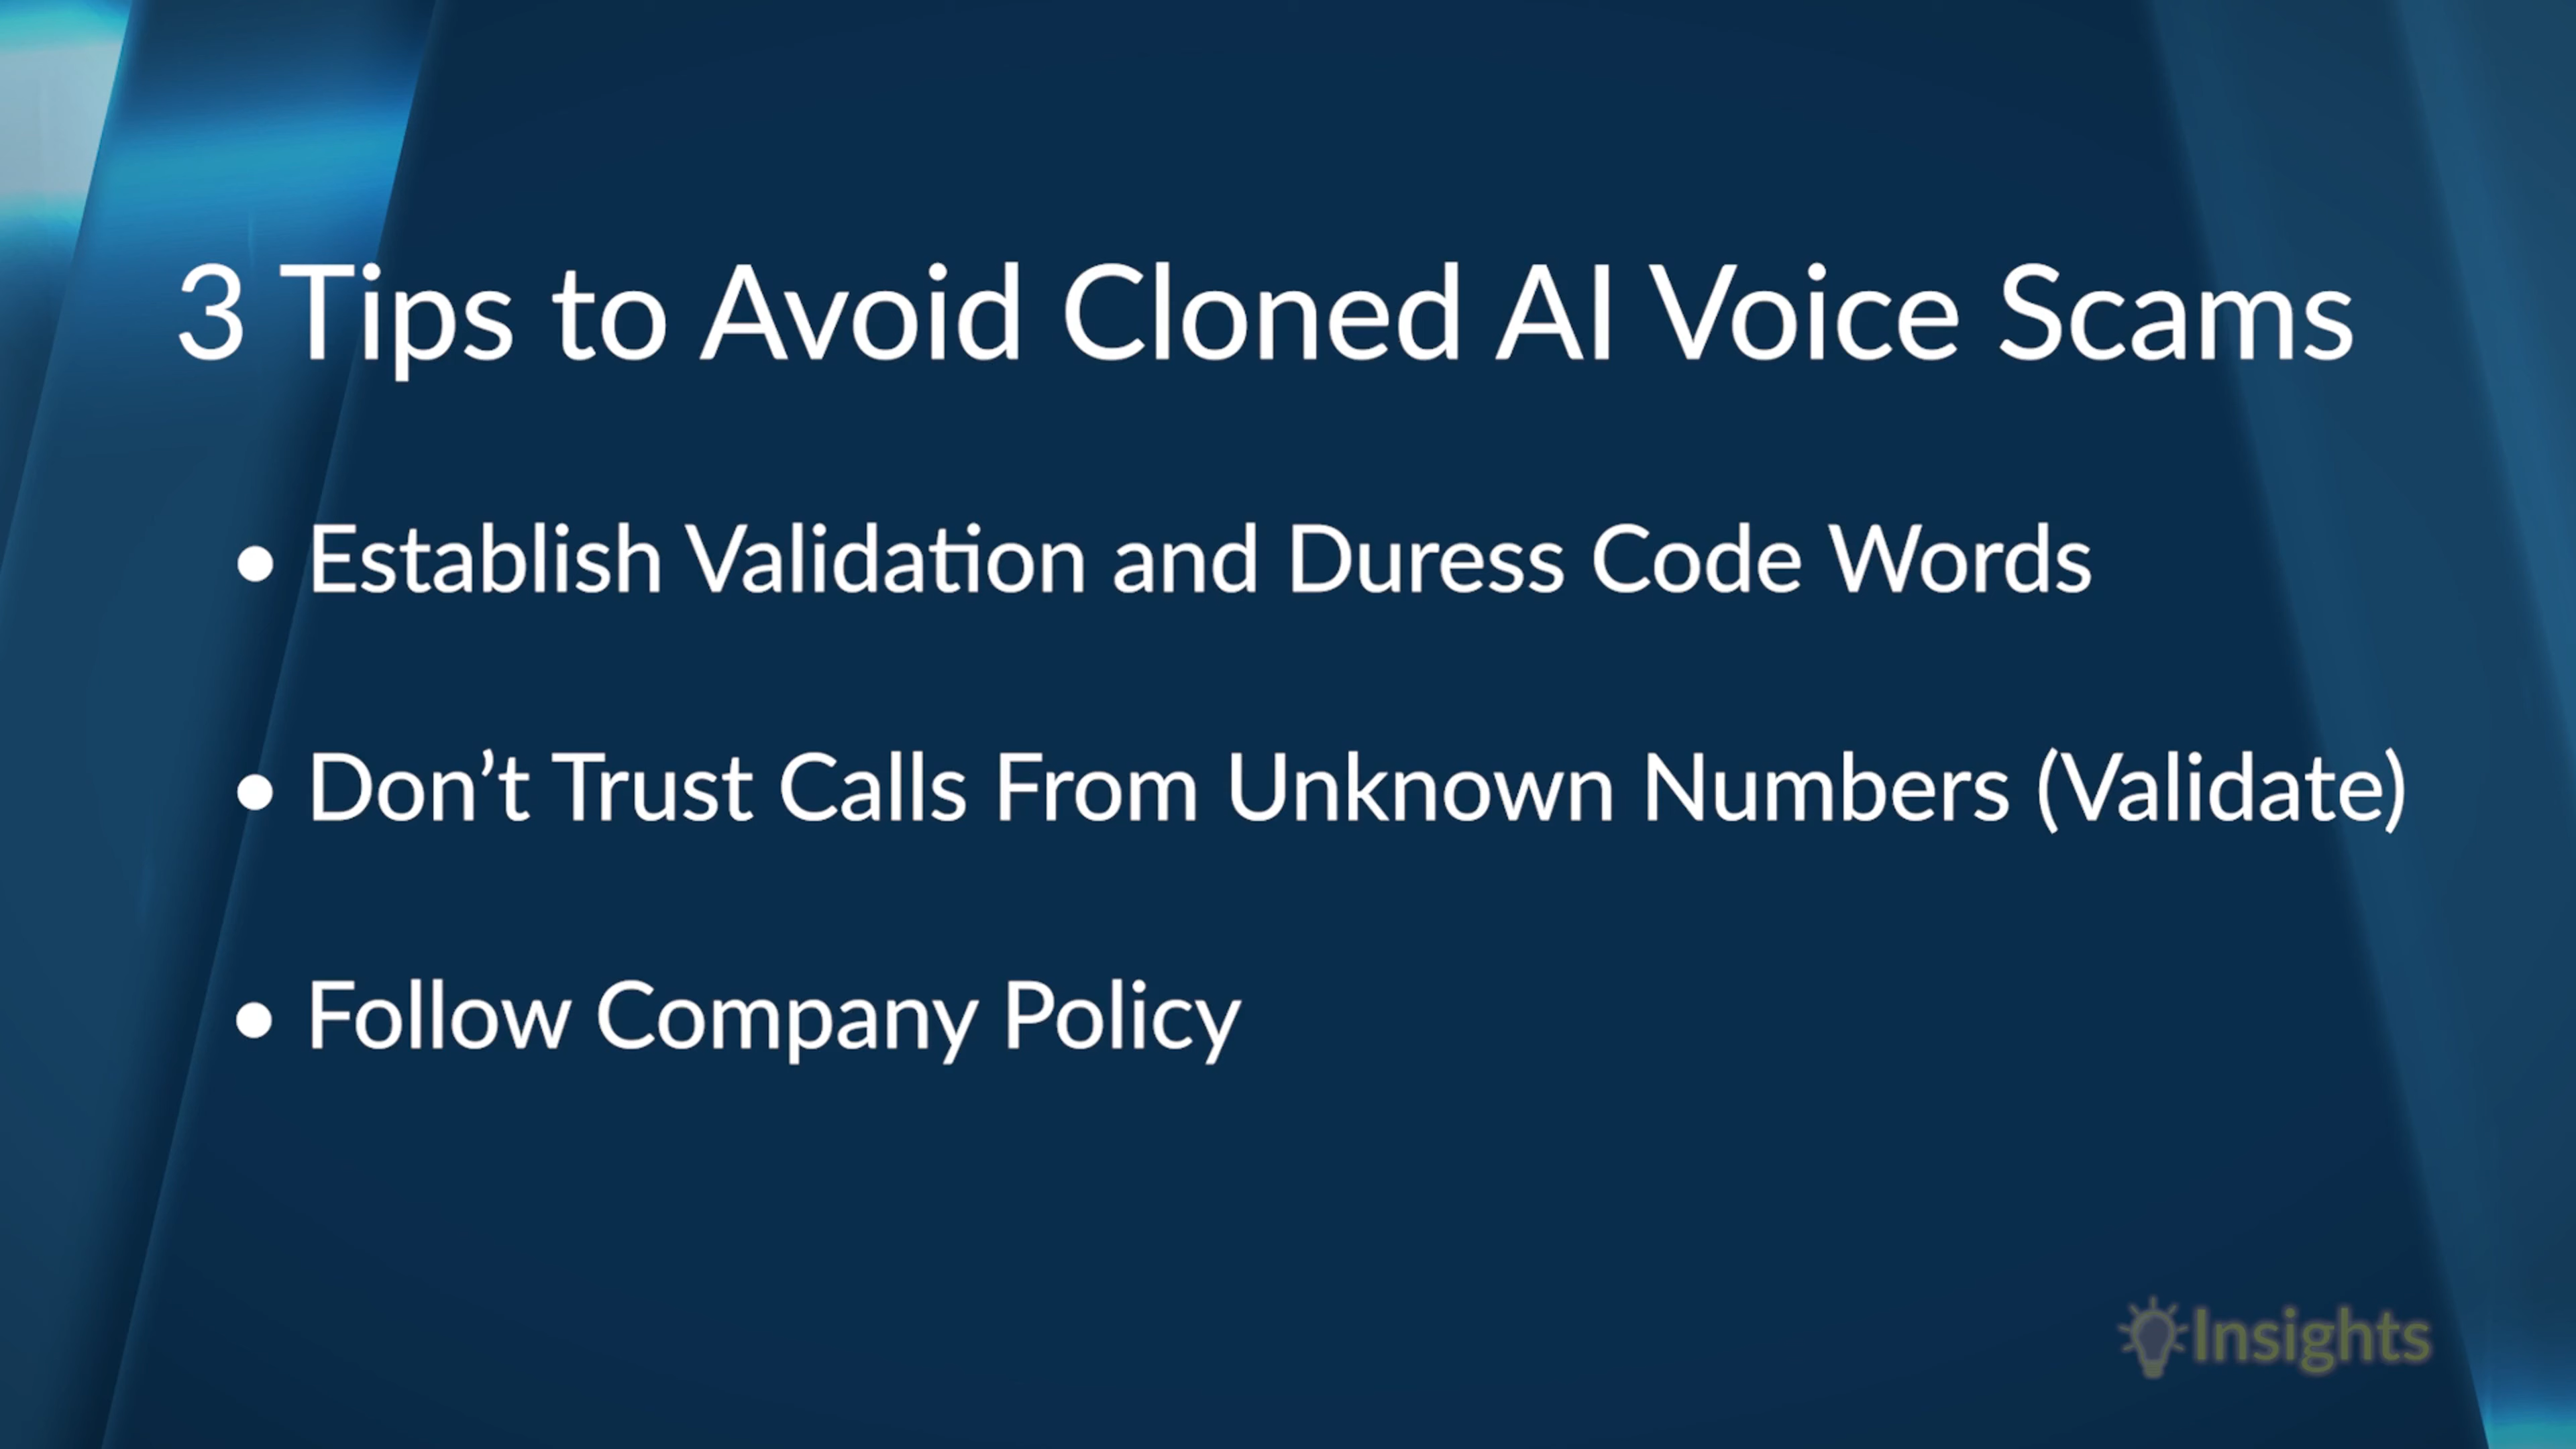 3 Tips to Avoid Cloned AI Voice Scams
• Establish Validation and Duress Code Words
• Don’t Trust Calls From Unknown Numbers (Validate)
• Follow Company Policy
Insights